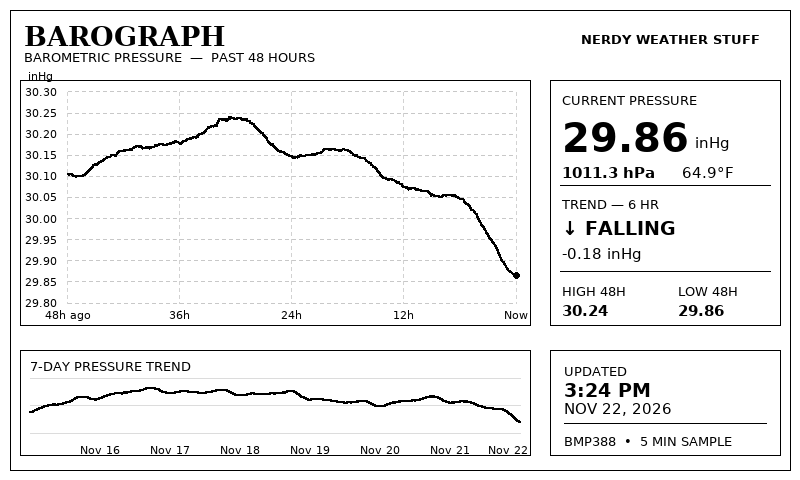 BAROGRAPH
NERDY WEATHER STUFF
BAROMETRIC PRESSURE — PAST 48 HOURS
inHg
30.30
30.25
30.20
30.15
30.10
30.05
30.00
29.95
29.90
29.85
29.80
48h ago 36h 24h 12h Now
CURRENT PRESSURE
29.86 inHg
1011.3 hPa 64.9°F
TREND — 6 HR
↓ FALLING
-0.18 inHg
HIGH 48H LOW 48H
30.24 29.86
7-DAY PRESSURE TREND
Nov 16 Nov 17 Nov 18 Nov 19 Nov 20 Nov 21 Nov 22
UPDATED
3:24 PM
NOV 22, 2026
BMP388 • 5 MIN SAMPLE